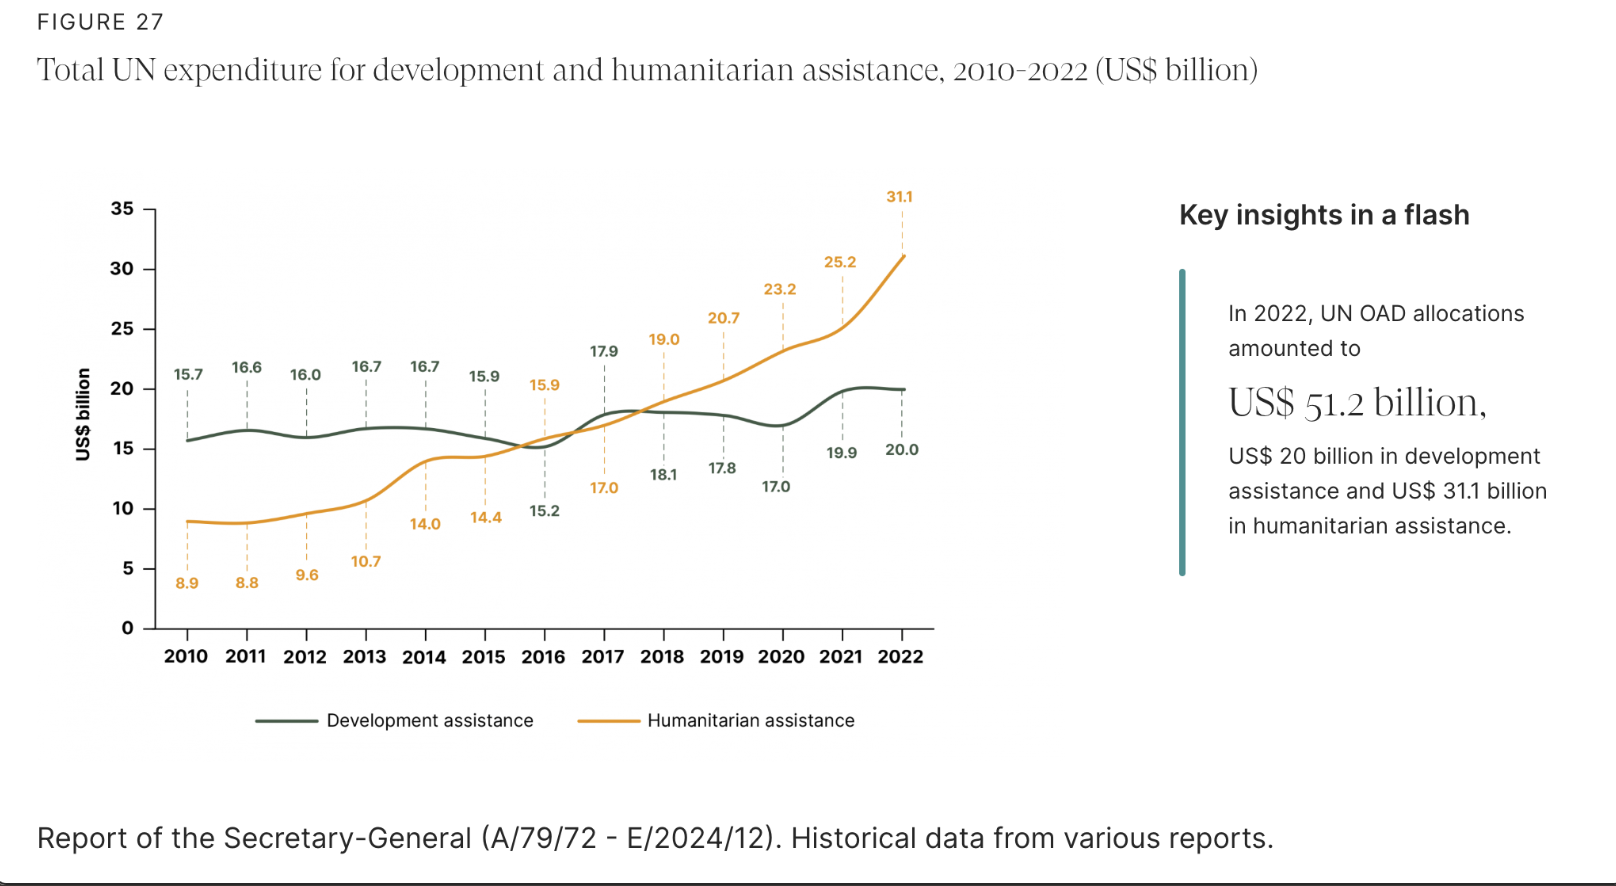 FIGURE 27
Total UN expenditure for development and humanitarian assistance, 2010-2022 (US$ billion)
US$ billion
35
30
25
20
15
10
5
0
15.7
16.6
16.0
16.7
16.7
15.9
15.9
17.9
19.0
20.7
23.2
25.2
31.1
8.9
8.8
9.6
10.7
14.0
14.4
15.2
17.0
18.1
17.8
17.0
19.9
20.0
2010 2011 2012 2013 2014 2015 2016 2017 2018 2019 2020 2021 2022
Development assistance Humanitarian assistance
Key insights in a flash
In 2022, UN OAD allocations
amounted to
US$ 51.2 billion,
US$ 20 billion in development
assistance and US$ 31.1 billion
in humanitarian assistance.
Report of the Secretary-General (A/79/72 - E/2024/12). Historical data from various reports.